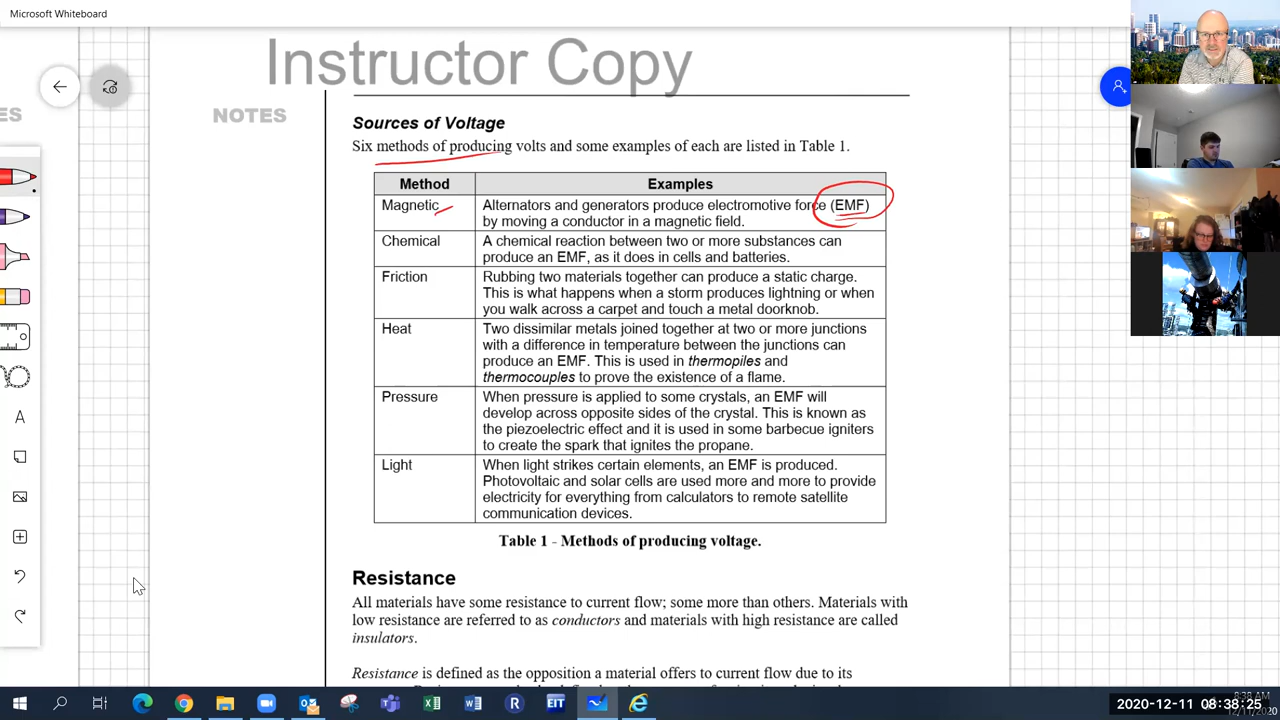 Microsoft Whiteboard
Instructor Copy
ES
NOTES
Sources of Voltage
Six methods of producing volts and some examples of each are listed in Table 1.
Method
Examples
Magnetic
Alternators and generators produce electromotive force (EMF)
by moving a conductor in a magnetic field.
Chemical
A chemical reaction between two or more substances can
produce an EMF, as it does in cells and batteries.
Friction
Rubbing two materials together can produce a static charge.
This is what happens when a storm produces lightning or when
you walk across a carpet and touch a metal doorknob.
Heat
Two dissimilar metals joined together at two or more junctions
with a difference in temperature between the junctions can
produce an EMF. This is used in thermopiles and
thermocouples to prove the existence of a flame.
Pressure
When pressure is applied to some crystals, an EMF will
develop across opposite sides of the crystal. This is known as
the piezoelectric effect and it is used in some barbecue igniters
to create the spark that ignites the propane.
Light
When light strikes certain elements, an EMF is produced.
Photovoltaic and solar cells are used more and more to provide
electricity for everything from calculators to remote satellite
communication devices.
Table 1 - Methods of producing voltage.
Resistance
All materials have some resistance to current flow; some more than others. Materials with
low resistance are referred to as conductors and materials with high resistance are called
insulators.
Resistance is defined as the opposition a material offers to current flow due to its
A
R
EIT
8:38 AM
2020-12-11 08:38:25